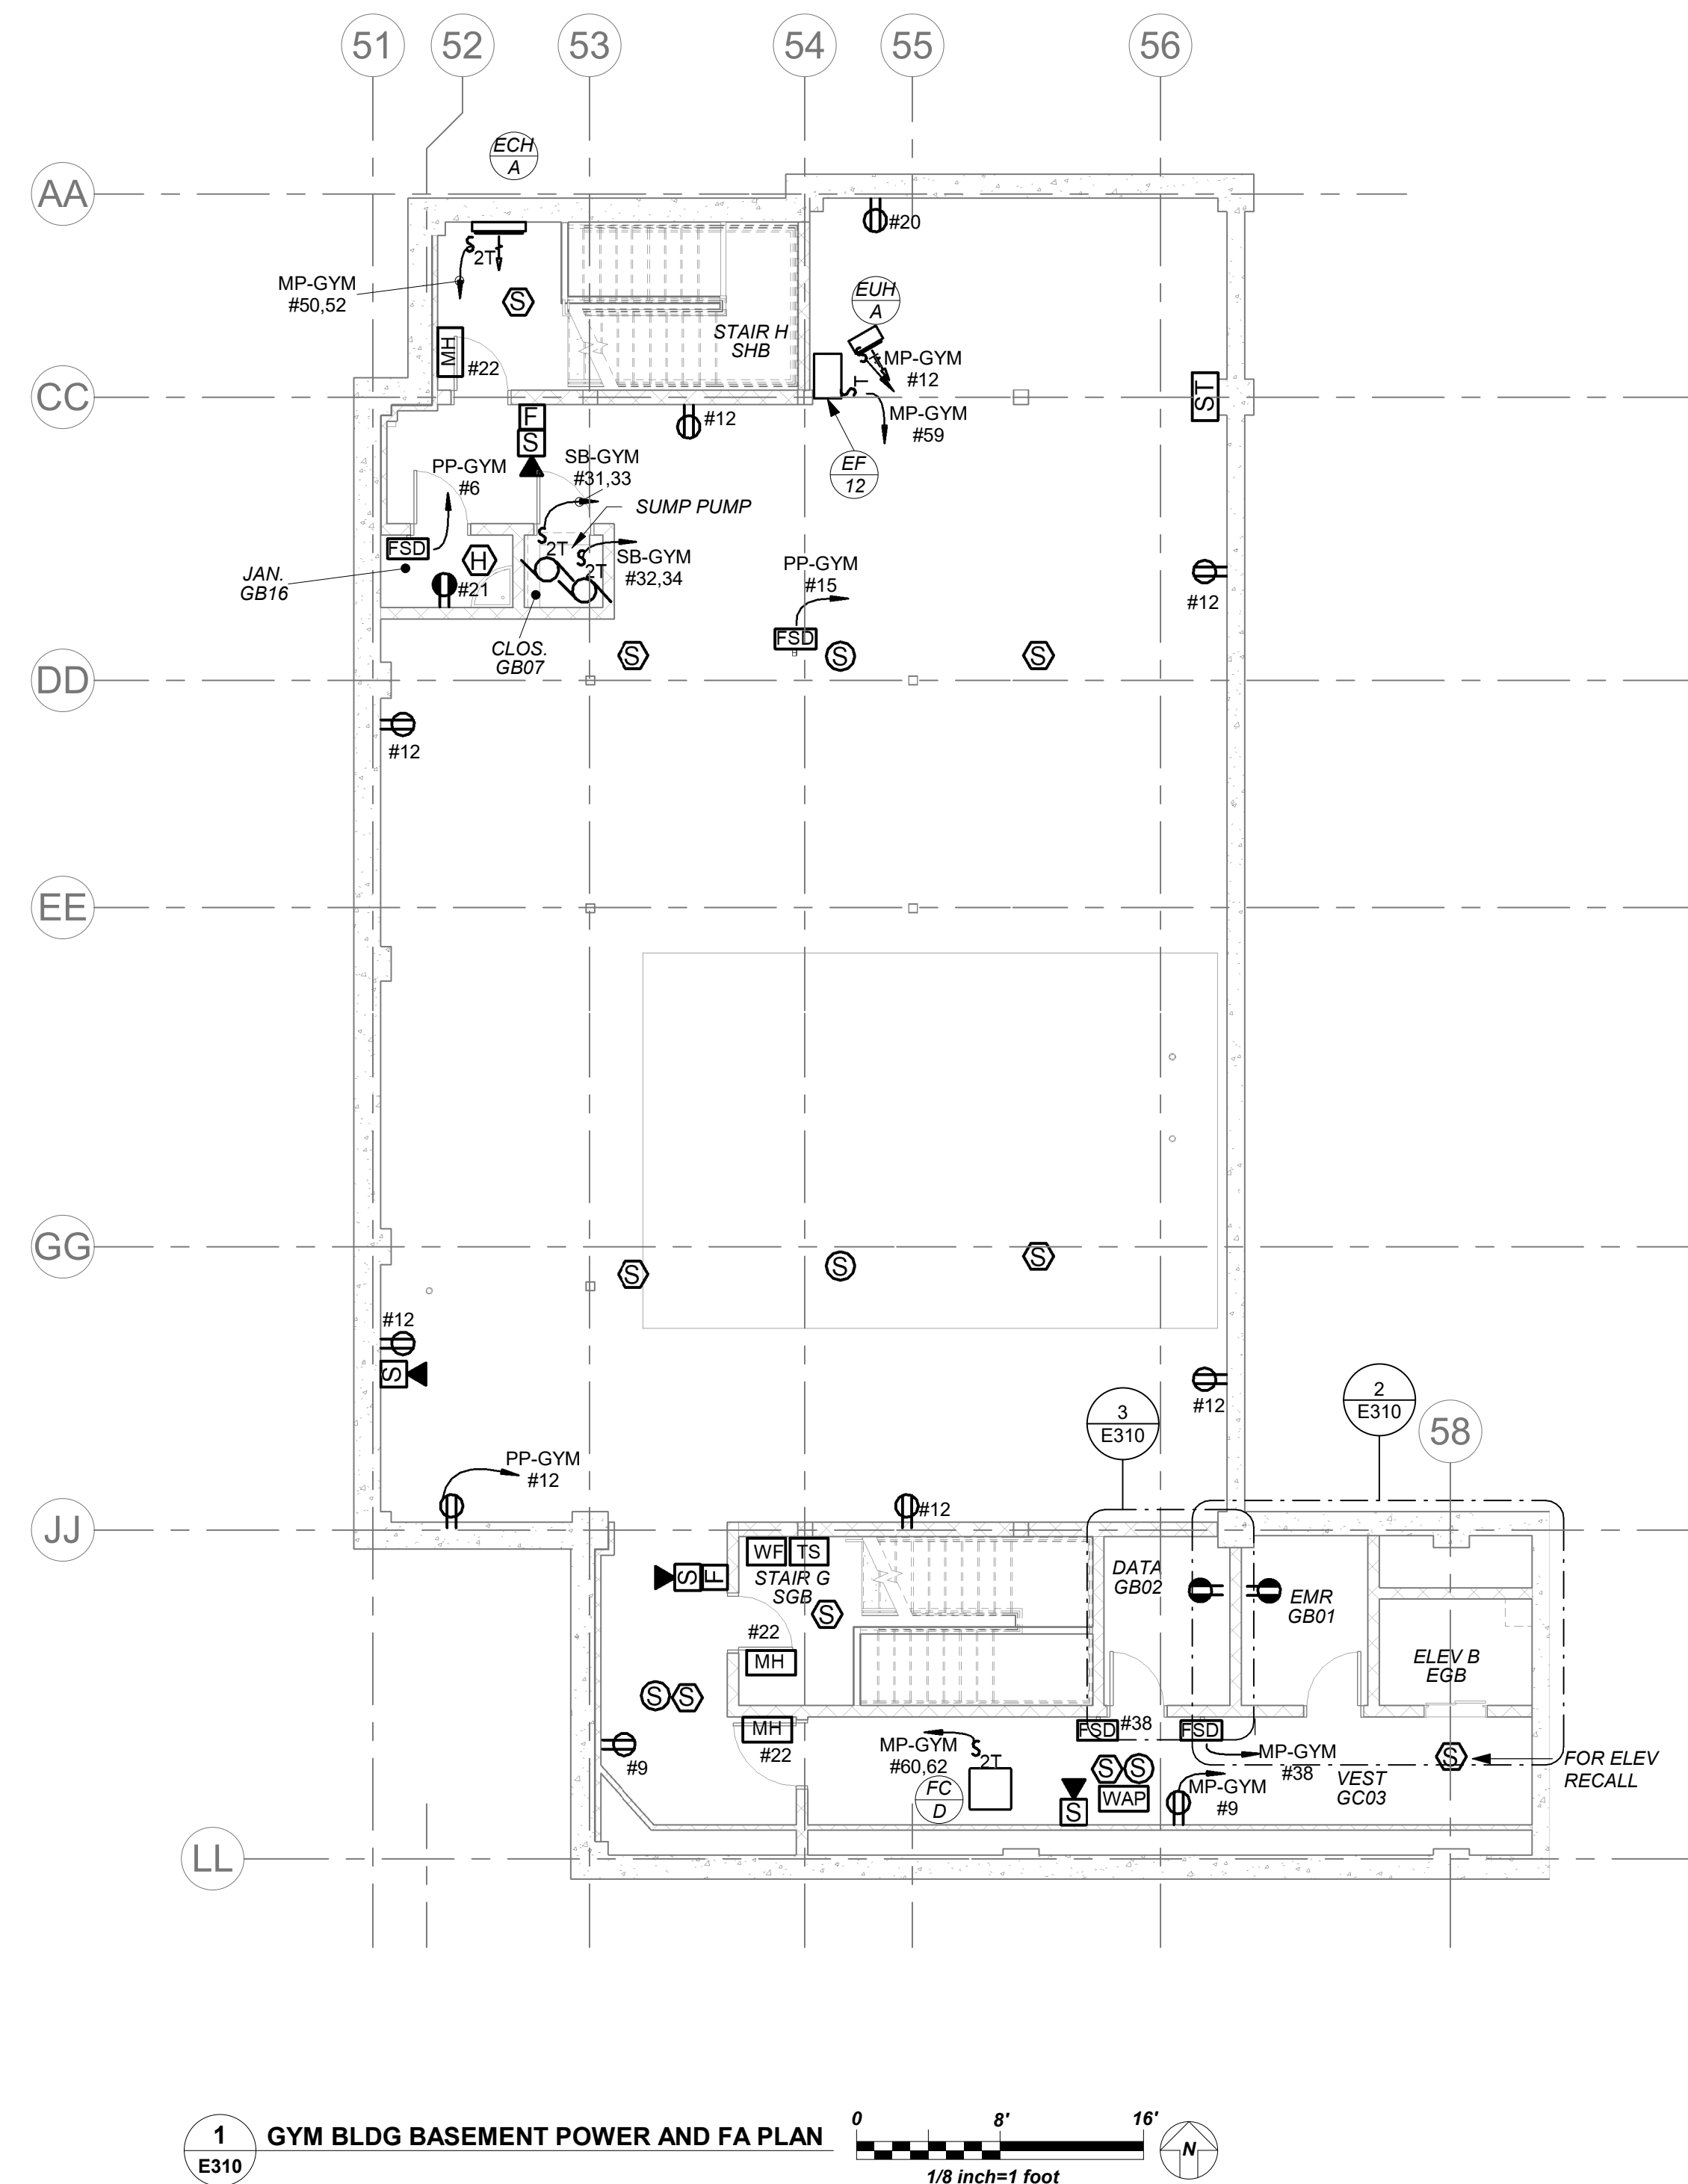 51
52
53
54
55
56
ECH
A
AA
#20
MP-GYM
#50,52
S
2T
S
EUH
A
STAIR H
SHB
MH
#22
S
MP-GYM
#12
CC
ST
F
S
#12
S
T
MP-GYM
#59
PP-GYM
#6
SB-GYM
#31,33
EF
12
SUMP PUMP
S
2T
FSD
H
S
2T
SB-GYM
#32,34
JAN.
GB16
#21
PP-GYM
#15
#12
FSD
CLOS.
GB07
S
S
S
DD
#12
EE
GG
S
S
S
#12
S
#12
3
E310
2
E310
58
PP-GYM
#12
#12
JJ
WF
TS
S
F
STAIR G
SGB
DATA
GB02
EMR
GB01
S
#22
MH
ELEV B
EGB
S
S
MH
#22
FSD
#38
FSD
#9
MP-GYM
#60,62
S
2T
MP-GYM
#38
S
FOR ELEV
RECALL
S
S
FC
D
WAP
S
MP-GYM
#9
VEST
GC03
LL
1
E310
GYM BLDG BASEMENT POWER AND FA PLAN
0
8'
16'
N
1/8 inch=1 foot